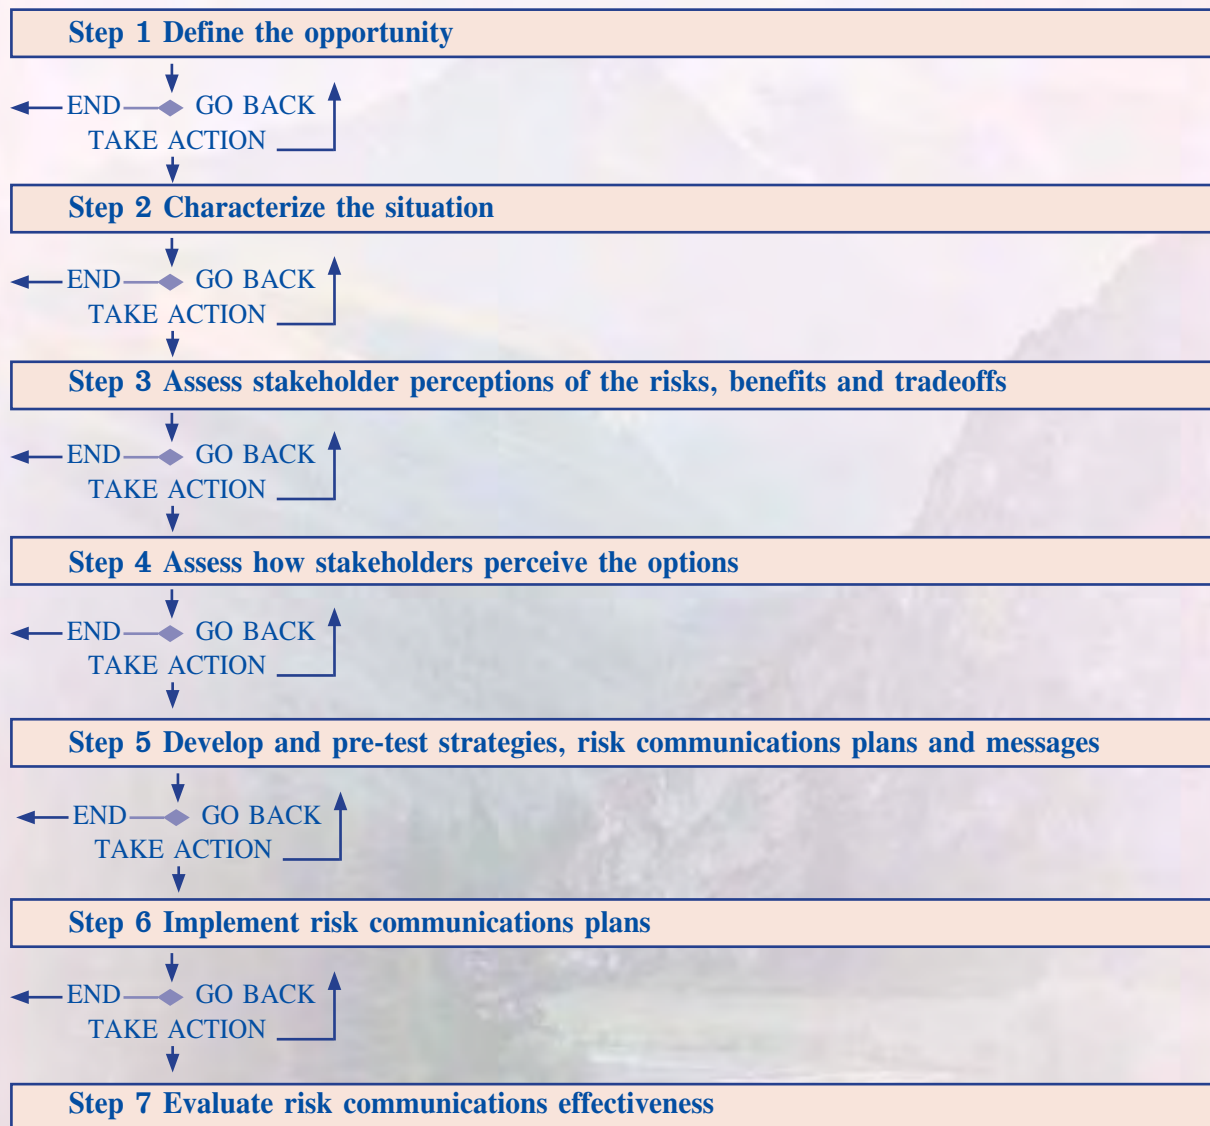 Step 1 Define the opportunity
END GO BACK
TAKE ACTION
Step 2 Characterize the situation
END GO BACK
TAKE ACTION
Step 3 Assess stakeholder perceptions of the risks, benefits and tradeoffs
END GO BACK
TAKE ACTION
Step 4 Assess how stakeholders perceive the options
END GO BACK
TAKE ACTION
Step 5 Develop and pre-test strategies, risk communications plans and messages
END GO BACK
TAKE ACTION
Step 6 Implement risk communications plans
END GO BACK
TAKE ACTION
Step 7 Evaluate risk communications effectiveness